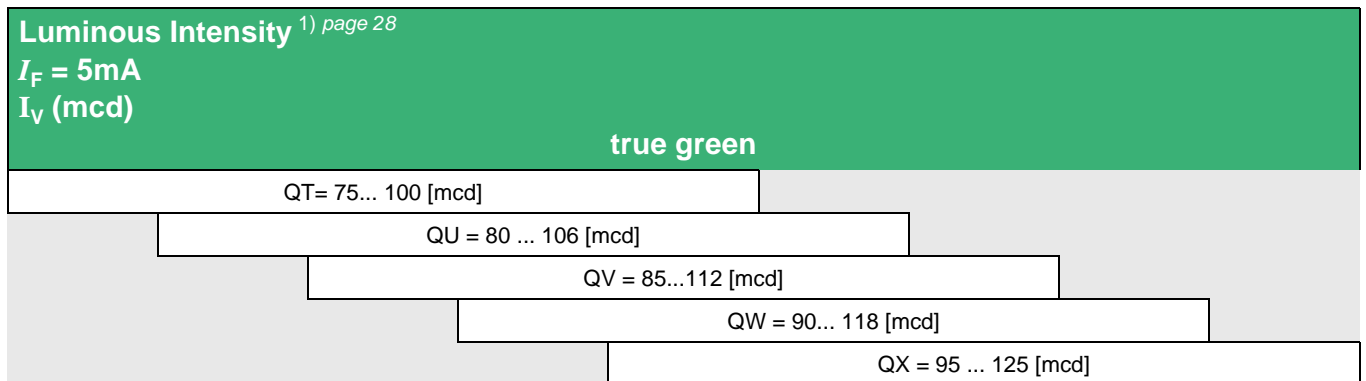 Luminous Intensity 1) page 28
IF = 5mA
IV (mcd)
true green
QT= 75... 100 [mcd]
QU = 80 ... 106 [mcd]
QV = 85...112 [mcd]
QW = 90... 118 [mcd]
QX = 95 ... 125 [mcd]